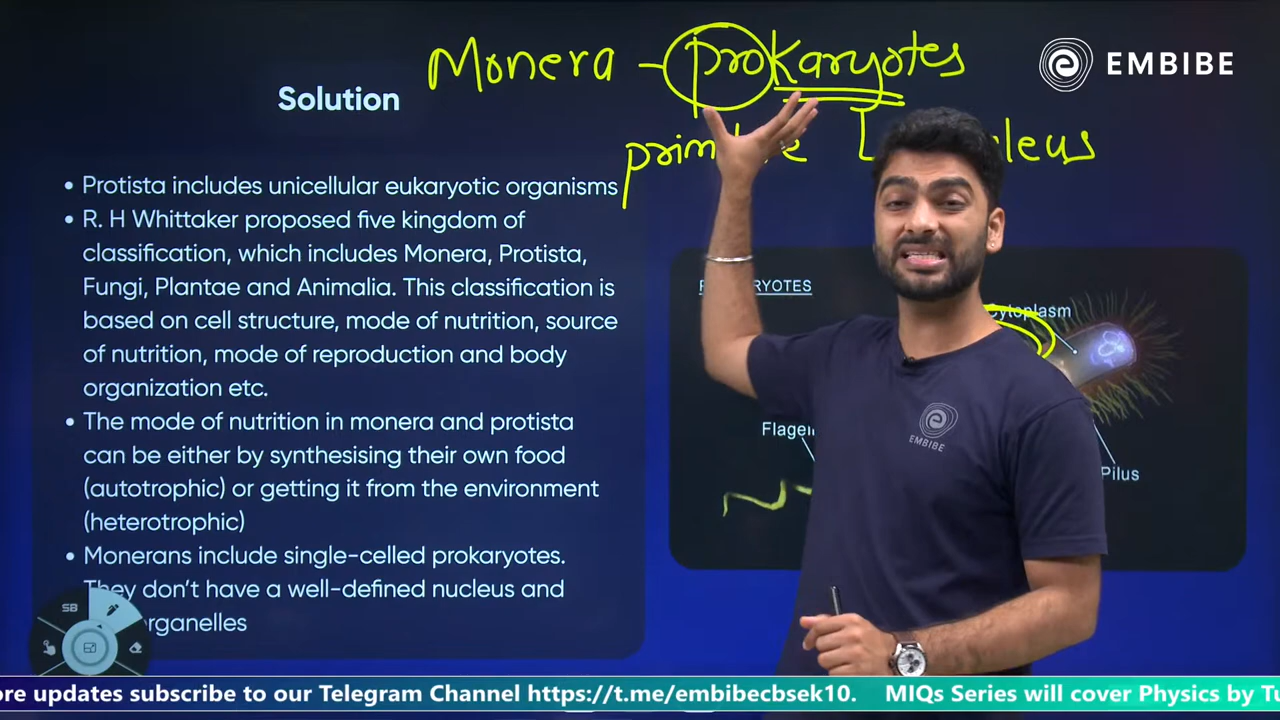 Monera - prokaryotes
EMBIBE
Solution
nucleus
• Protista includes unicellular eukaryotic organisms
• R. H Whittaker proposed five kingdom of
classification, which includes Monera, Protista,
Fungi, Plantae and Animalia. This classification is
based on cell structure, mode of nutrition, source
of nutrition, mode of reproduction and body
organization etc.
• The mode of nutrition in monera and protista
can be either by synthesising their own food
(autotrophic) or getting it from the environment
(heterotrophic)
• Monerans include single-celled prokaryotes.
They don't have a well-defined nucleus and
organelles
Cytoplasm
Pilus
EMBIBE
SB
updates subscribe to our Telegram Channel https://t.me/embibecbsek10. MIQs Series will cover Physics by